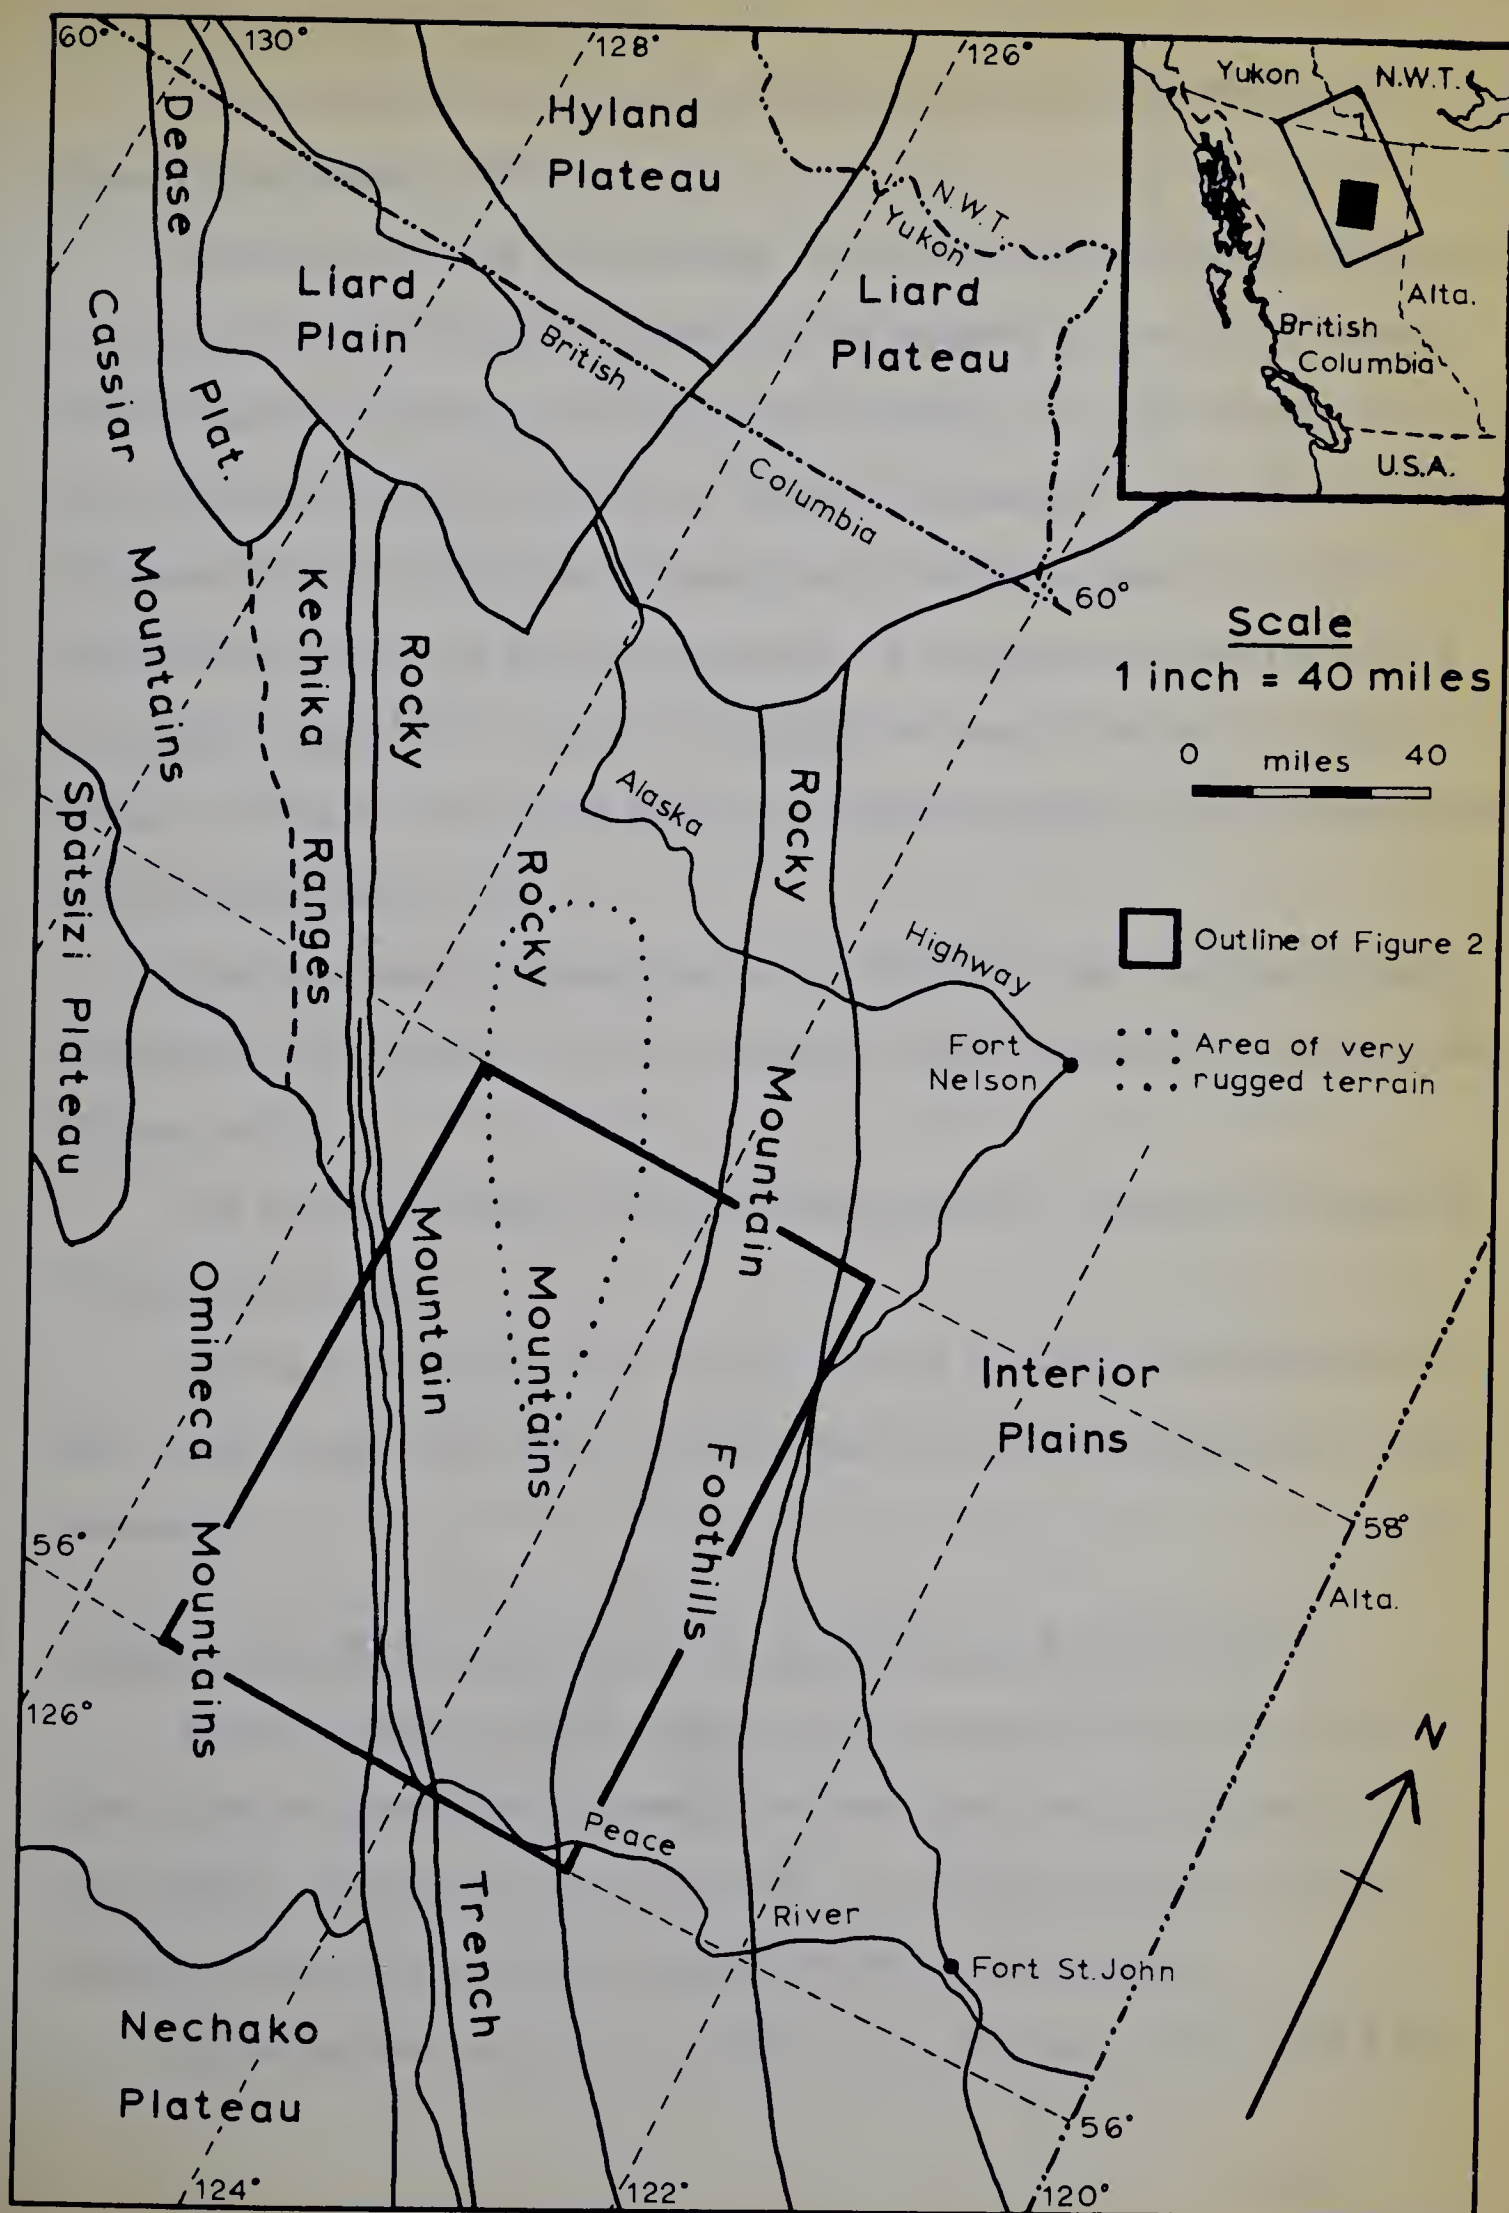 60°
130°
128°
126°
Yukon
N.W.T.
Alta.
British
Columbia
U.S.A.
Hyland
Plateau
Dease
Plat.
Liard
Plain
N.W.T.
Yukon
Liard
Plateau
British
Columbia
60°
Cassiar
Mountains
Kechika
Ranges
Rocky
Mountain
Trench
Rocky
Mountains
Rocky
Mountain
Foothills
Spatsizi Plateau
Alaska
Highway
Fort
Nelson
Scale
1 inch = 40 miles
0 miles 40
Outline of Figure 2
Area of very
rugged terrain
Omineca
Mountains
Interior
Plains
58°
Alta.
56°
126°
N
Peace
River
Fort St. John
Nechako
Plateau
56°
124°
122°
120°